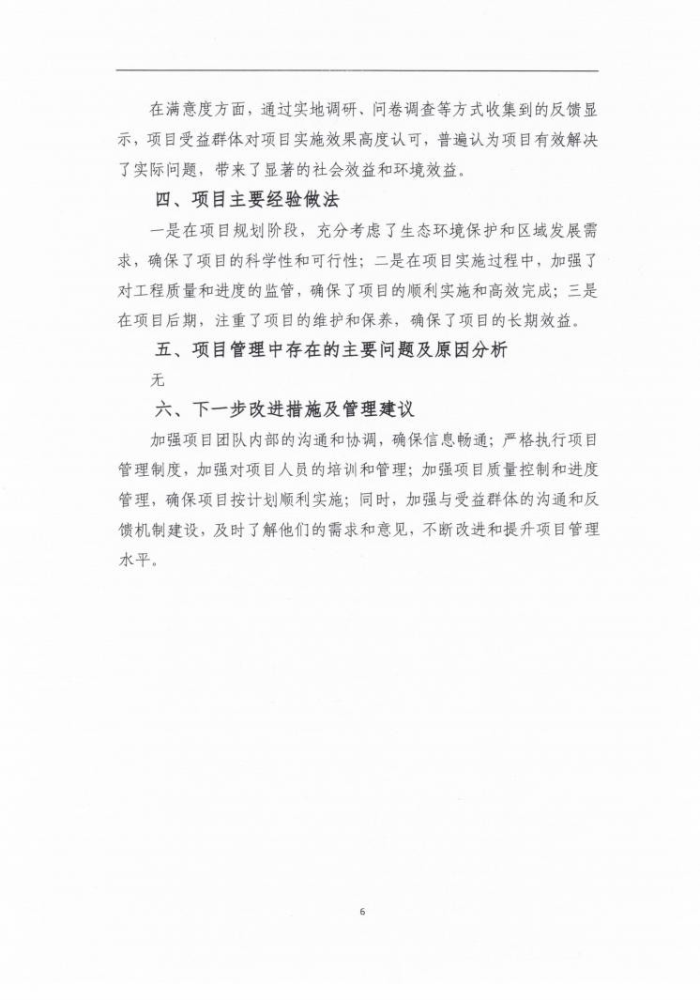 在满意度方面，通过实地调研、问卷调查等方式收集到的反馈显
示，项目受益群体对项目实施效果高度认可，普遍认为项目有效解决
了实际问题，带来了显著的社会效益和环境效益。
四、项目主要经验做法
一是在项目规划阶段，充分考虑了生态环境保护和区域发展需
求，确保了项目的科学性和可行性；二是在项目实施过程中，加强了
对工程质量和进度的监管，确保了项目的顺利实施和高效完成；三是
在项目后期，注重了项目的维护和保养，确保了项目的长期效益。
五、项目管理中存在的主要问题及原因分析
无
六、下一步改进措施及管理建议
加强项目团队内部的沟通和协调，确保信息畅通；严格执行项目
管理制度，加强对项目人员的培训和管理；加强项目质量控制和进度
管理，确保项目按计划顺利实施；同时，加强与受益群体的沟通和反
馈机制建设，及时了解他们的需求和意见，不断改进和提升项目管理
水平。
6